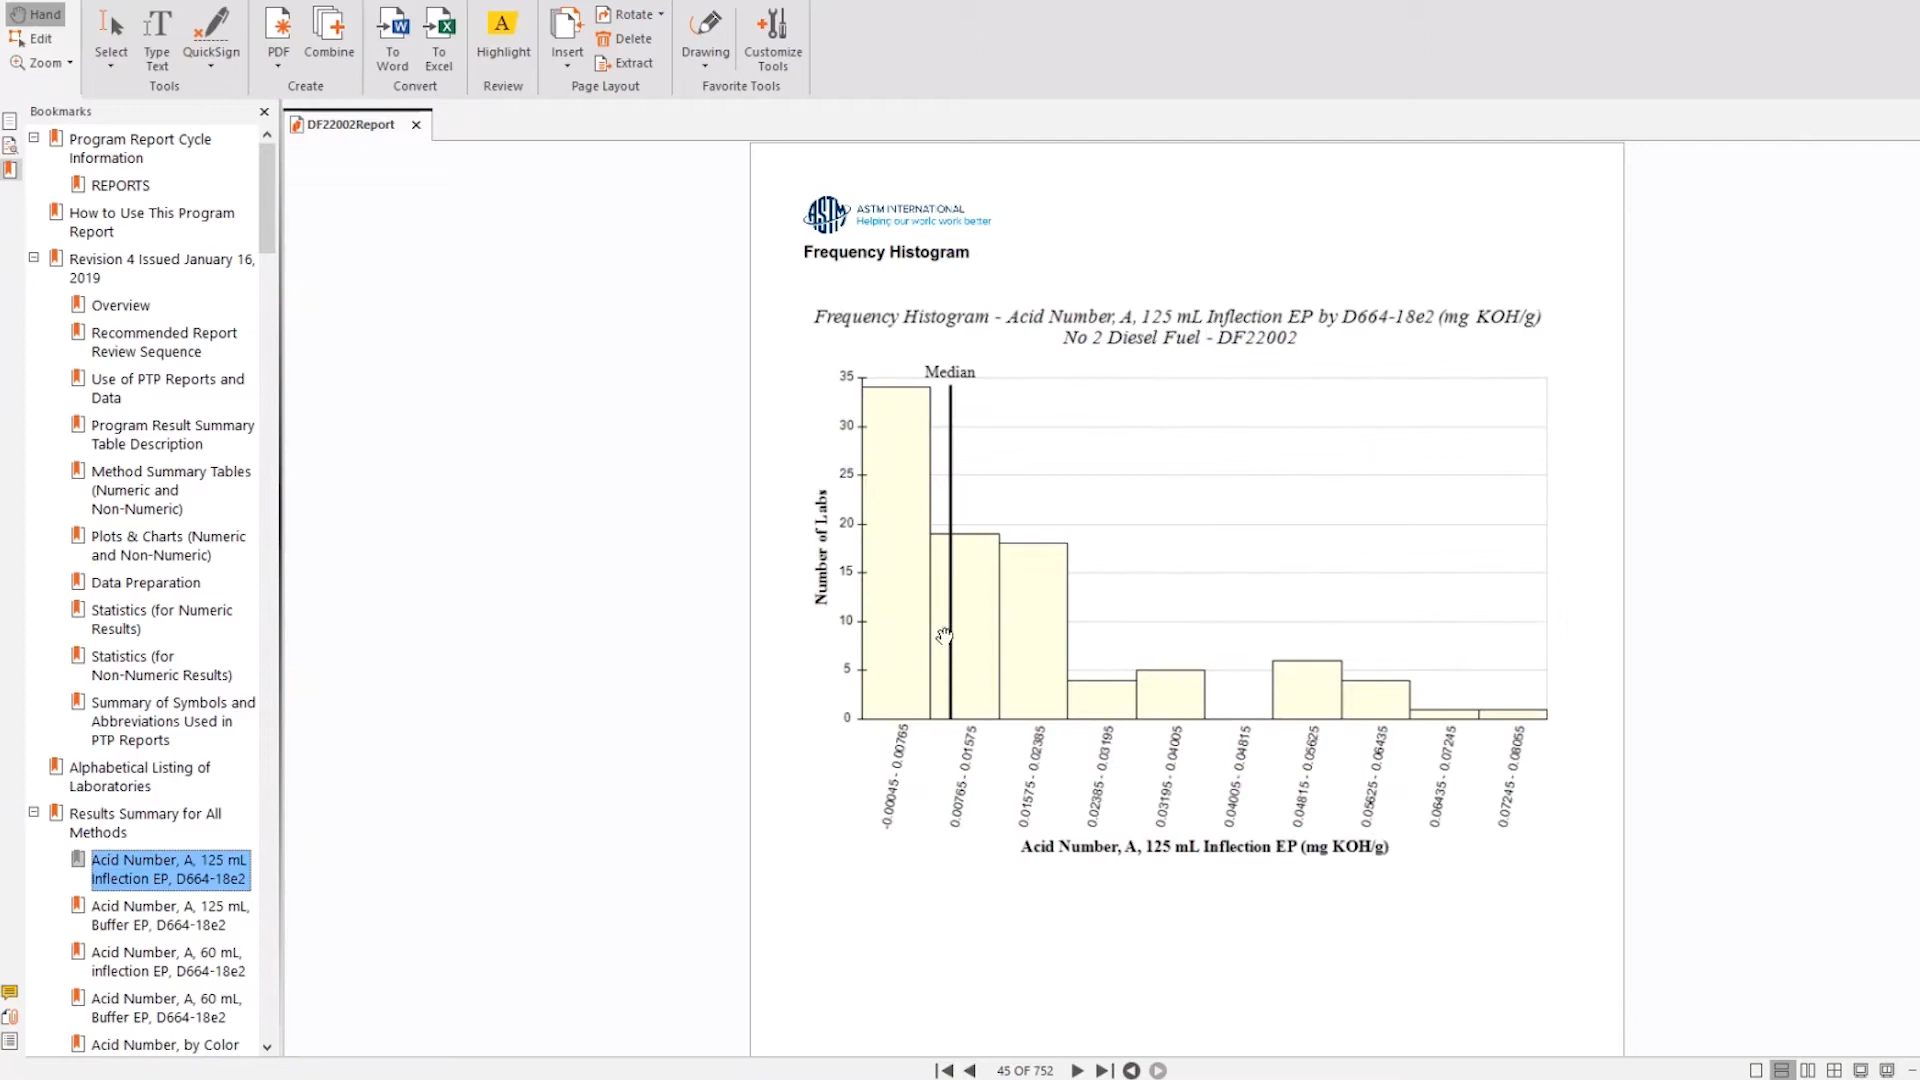 Hand
Edit
Zoom
Select
Type Text
QuickSign
Tools
PDF
Combine
Create
To Word
To Excel
Convert
Highlight
Review
Insert
Rotate
Delete
Extract
Page Layout
Drawing
Customize Tools
Favorite Tools
Bookmarks
DF22002Report
Program Report Cycle
Information
REPORTS
How to Use This Program
Report
Revision 4 Issued January 16,
2019
Overview
Recommended Report
Review Sequence
Use of PTP Reports and
Data
Program Result Summary
Table Description
Method Summary Tables
(Numeric and
Non-Numeric)
Plots & Charts (Numeric
and Non-Numeric)
Data Preparation
Statistics (for Numeric
Results)
Statistics (for
Non-Numeric Results)
Summary of Symbols and
Abbreviations Used in
PTP Reports
Alphabetical Listing of
Laboratories
Results Summary for All
Methods
Acid Number, A, 125 mL
Inflection EP, D664-18e2
Acid Number, A, 125 mL,
Buffer EP, D664-18e2
Acid Number, A, 60 mL,
inflection EP, D664-18e2
Acid Number, A, 60 mL,
Buffer EP, D664-18e2
Acid Number, by Color
ASTM
ASTM INTERNATIONAL
Helping our world work better
Frequency Histogram
Frequency Histogram - Acid Number, A, 125 mL Inflection EP by D664-18e2 (mg KOH/g)
No 2 Diesel Fuel - DF22002
Median
35
30
25
20
15
10
5
0
Number of Labs
-0.00045 - 0.00765
0.00765 - 0.01575
0.01575 - 0.02385
0.02385 - 0.03195
0.03195 - 0.04005
0.04005 - 0.04815
0.04815 - 0.05625
0.05625 - 0.06435
0.06435 - 0.07245
0.07245 - 0.08055
Acid Number, A, 125 mL Inflection EP (mg KOH/g)
45 OF 752